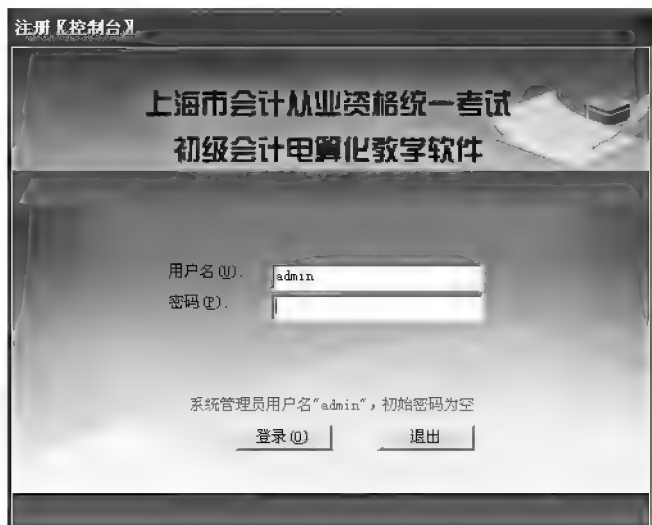 注册【控制台】
上海市会计从业资格统一考试
初级会计电算化教学软件
用户名(U).
admin
密码(P).
系统管理员用户名"admin",初始密码为空
登录(O) 退出